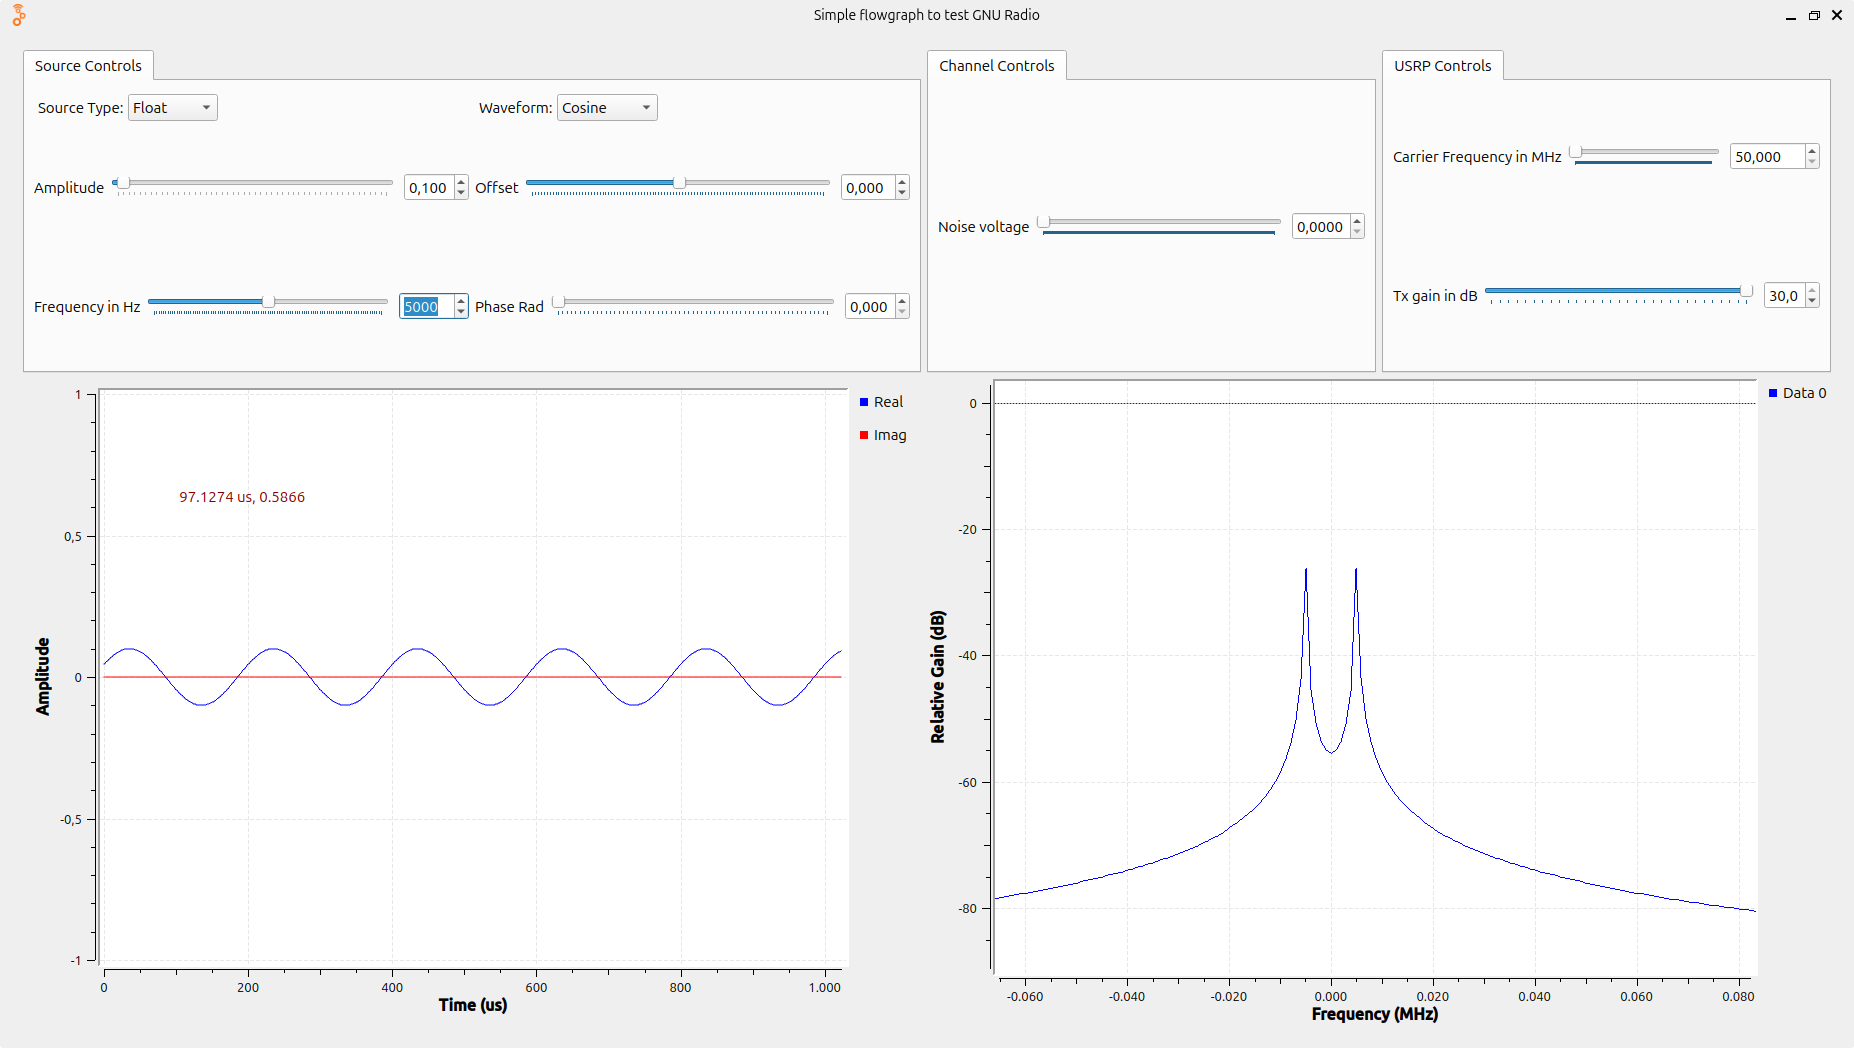 Simple flowgraph to test GNU Radio
Source Controls
Source Type: Float
Waveform: Cosine
Amplitude 0,100
Offset 0,000
Frequency in Hz 5000
Phase Rad 0,000
Channel Controls
Noise voltage 0,0000
USRP Controls
Carrier Frequency in MHz 50,000
Tx gain in dB 30,0
1
0,5
0
-0,5
-1
Amplitude
97.1274 us, 0.5866
Real
Imag
0 200 400 600 800 1.000
Time (us)
0
-20
-40
-60
-80
Relative Gain (dB)
Data 0
-0.060 -0.040 -0.020 0.000 0.020 0.040 0.060 0.080
Frequency (MHz)